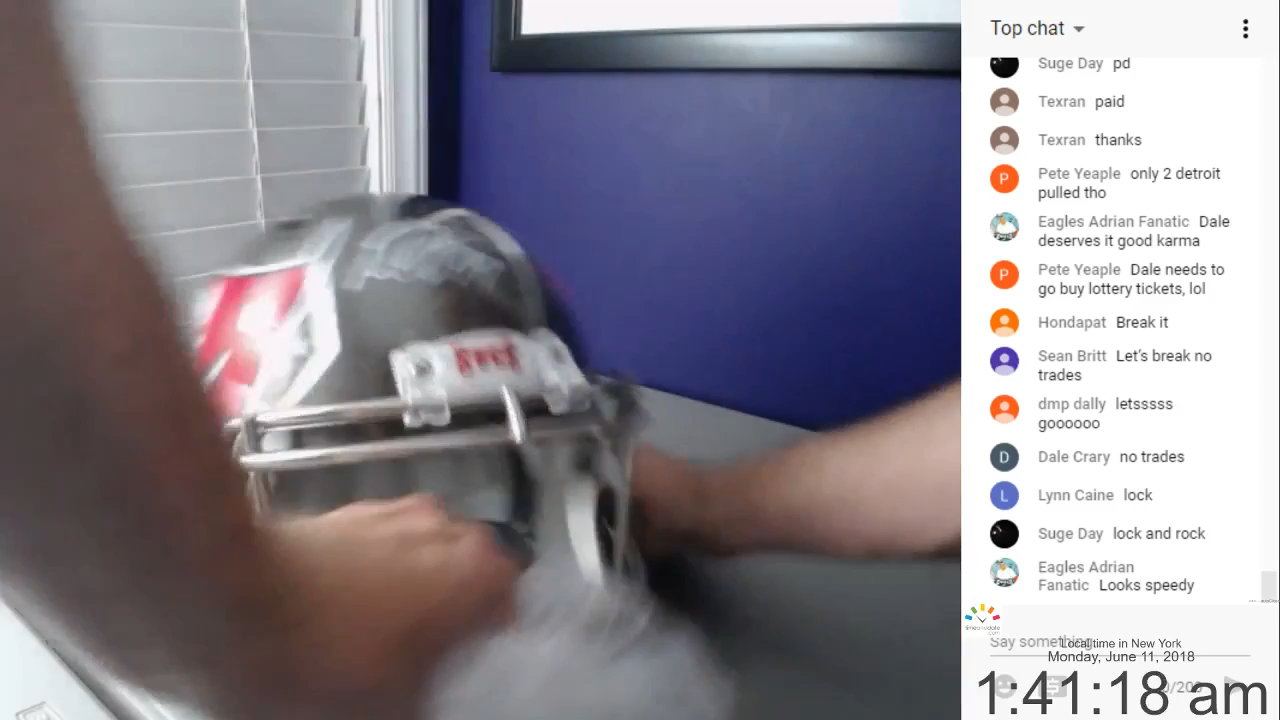 Top chat
Suge Day pd
Texran paid
Texran thanks
Pete Yeaple only 2 detroit
pulled tho
Eagles Adrian Fanatic Dale
deserves it good karma
Pete Yeaple Dale needs to
go buy lottery tickets, lol
Hondapat Break it
Sean Britt Let's break no
trades
dmp dally letsssss
goooooo
Dale Crary no trades
Lynn Caine lock
Suge Day lock and rock
Eagles Adrian
Fanatic Looks speedy
Say something
Local time in New York
Monday, June 11, 2018
1:41:18 am